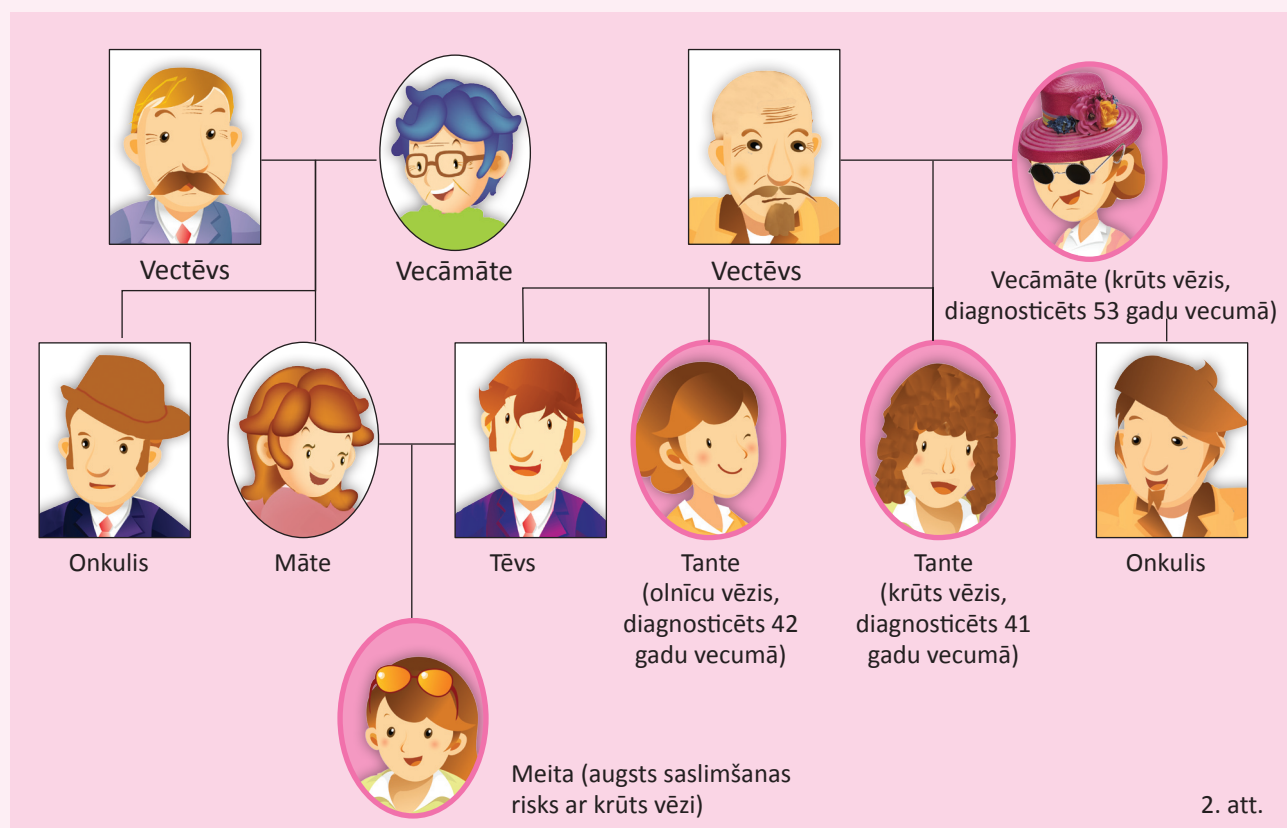 Vectēvs
Vecāmāte
Vectēvs
Vecāmāte (krūts vēzis,
diagnosticēts 53 gadu vecumā)
Onkulis
Māte
Tēvs
Tante
(olnīcu vēzis,
diagnosticēts 42
gadu vecumā)
Tante
(krūts vēzis,
diagnosticēts 41
gadu vecumā)
Onkulis
Meita (augsts saslimšanas
risks ar krūts vēzi)
2. att.